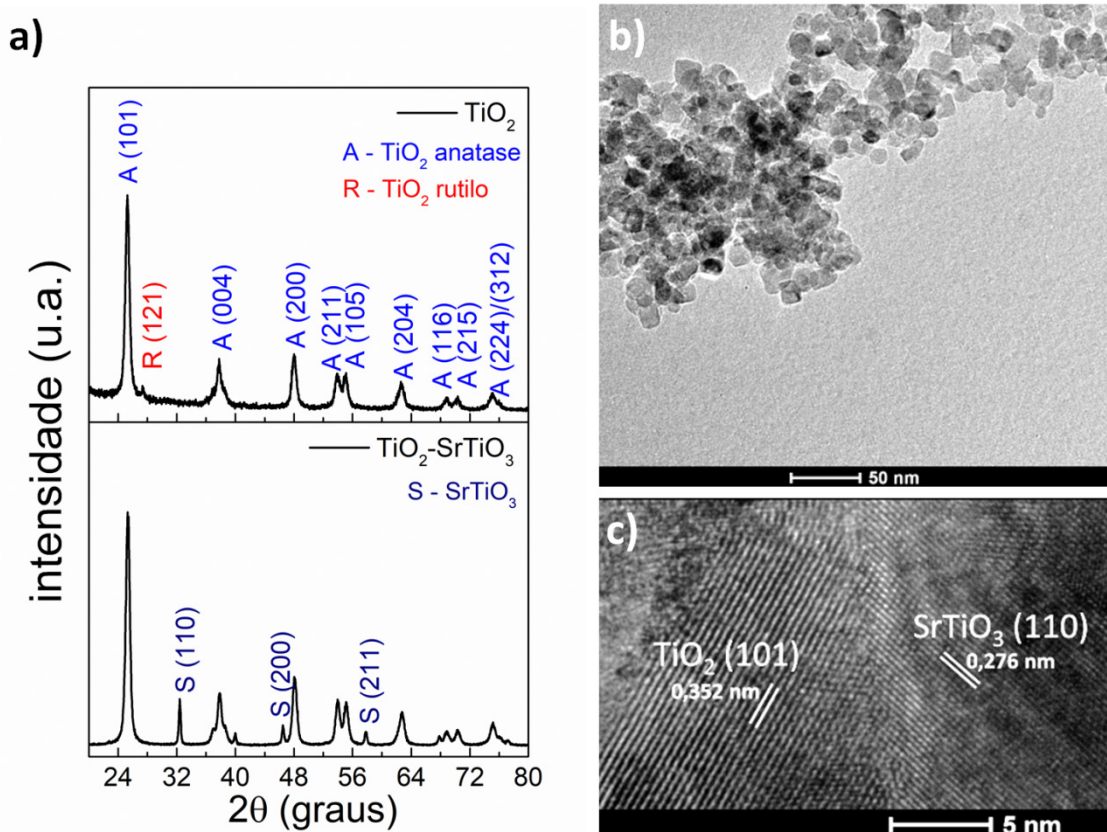 a)
TiO₂
A - TiO₂ anatase
R - TiO₂ rutilo
A (101)
R (121)
A (004)
A (200)
A (211)
A (105)
A (204)
A (116)
A (215)
A (224)/(312)
TiO₂-SrTiO₃
S - SrTiO₃
S (110)
S (200)
S (211)
intensidade (u.a.)
24 32 40 48 56 64 72 80
2θ (graus)
b)
50 nm
c)
TiO₂ (101)
0,352 nm
SrTiO₃ (110)
0,276 nm
5 nm